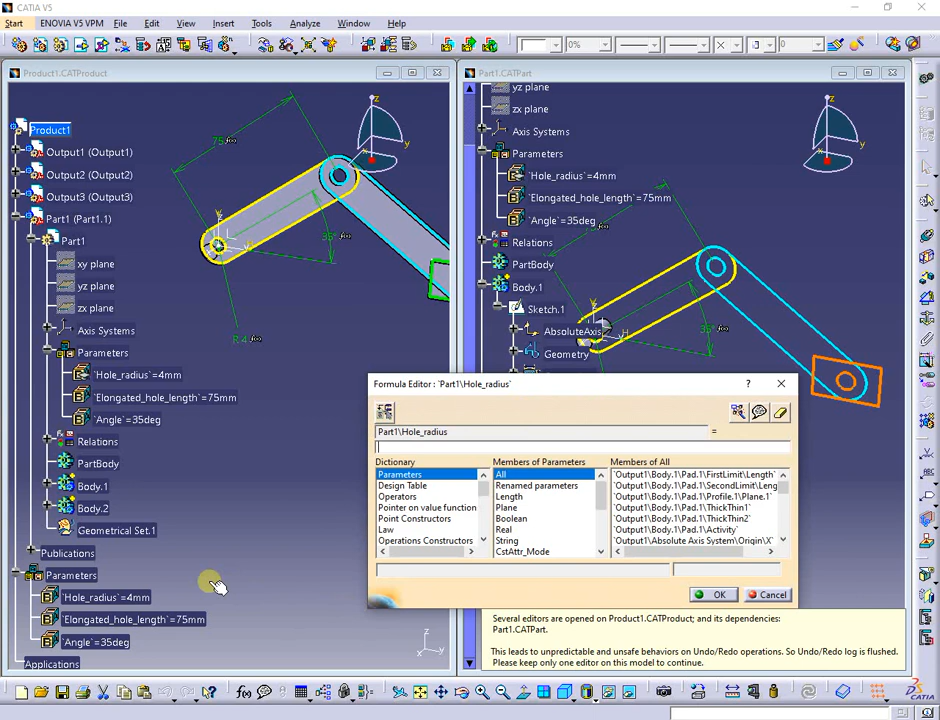 CATIA V5
Start ENOVIA V5 VPM File Edit View Insert Tools Analyze Window Help
0%
0
Product1.CATProduct
Product1
Output1 (Output1)
Output2 (Output2)
Output3 (Output3)
Part1 (Part1.1)
Part1
xy plane
yz plane
zx plane
Axis Systems
Parameters
`Hole_radius`=4mm
`Elongated_hole_length`=75mm
`Angle`=35deg
Relations
PartBody
Body.1
Body.2
Geometrical Set.1
Publications
Parameters
`Hole_radius`=4mm
`Elongated_hole_length`=75mm
`Angle`=35deg
Applications
75
35
R 4
z
y
x
Part1.CATPart
yz plane
zx plane
Axis Systems
Parameters
`Hole_radius`=4mm
`Elongated_hole_length`=75mm
`Angle`=35deg
Relations
PartBody
Body.1
Sketch.1
AbsoluteAxis
Geometry
35
z
y
x
H
Formula Editor : `Part1\Hole_radius`
Part1\Hole_radius =
Dictionary Members of Parameters Members of All
Parameters All `Output1\Body.1\Pad.1\FirstLimit\Length`
Design Table Renamed parameters `Output1\Body.1\Pad.1\SecondLimit\Leng
Operators Length `Output1\Body.1\Pad.1\Profile.1\Plane.1`
Pointer on value function Plane `Output1\Body.1\Pad.1\ThickThin1`
Point Constructors Boolean `Output1\Body.1\Pad.1\ThickThin2`
Law Real `Output1\Body.1\Pad.1\Activity`
Operations Constructors String `Output1\Absolute Axis System\Origin\X`
CstAttr_Mode
OK Cancel
Several editors are opened on Product1.CATProduct; and its dependencies:
Part1.CATPart.
This leads to unpredictable and unsafe behaviors on Undo/Redo operations. So Undo/Redo log is flushed.
Please keep only one editor on this model to continue.